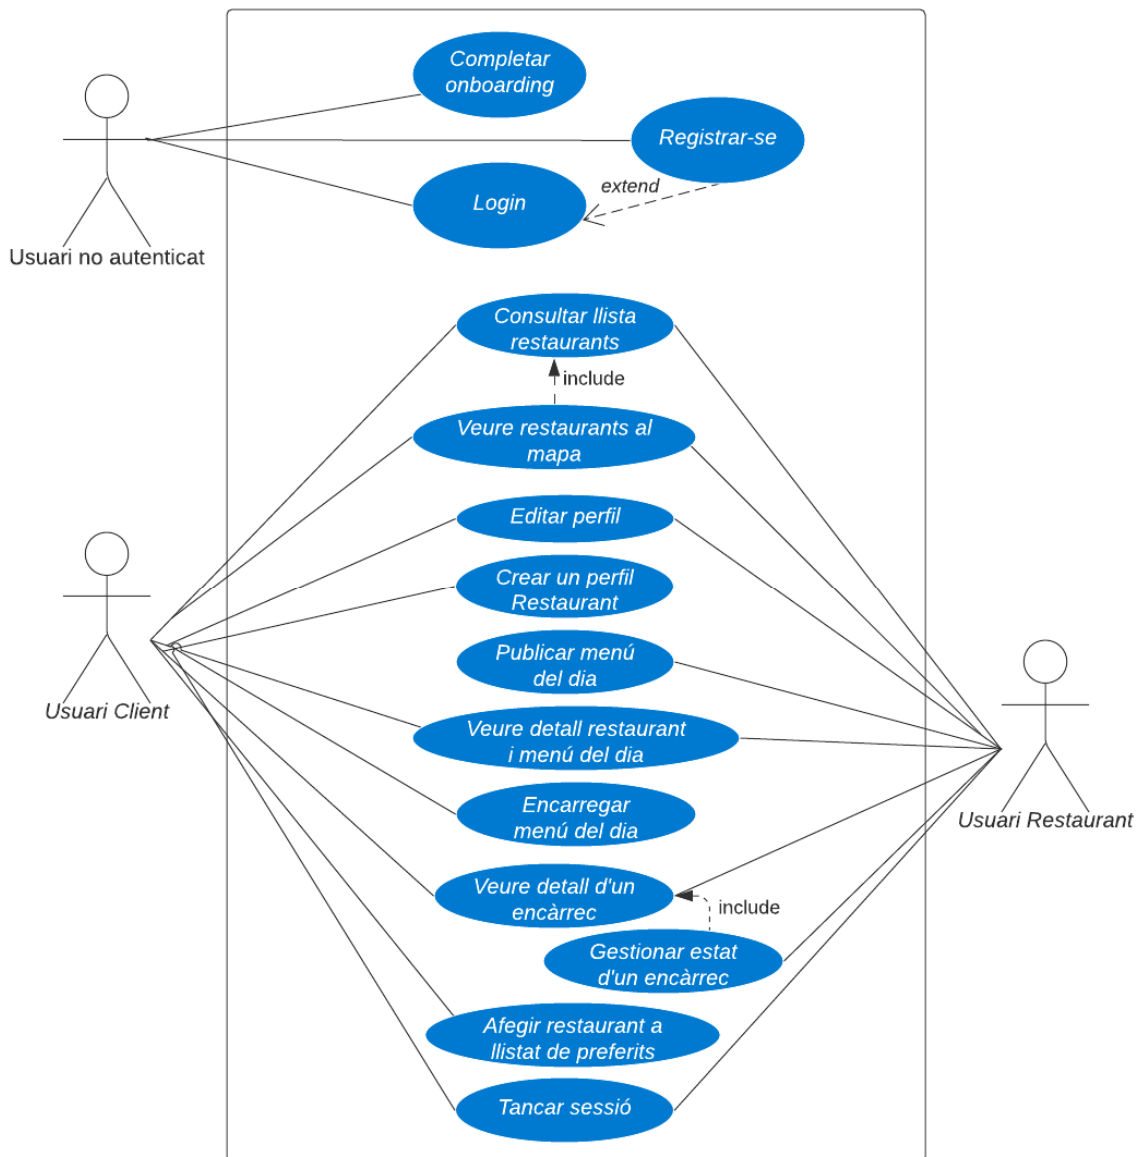 Completar
onboarding
Registrar-se
extend
Login
Usuari no autenticat
Consultar llista
restaurants
include
Veure restaurants al
mapa
Editar perfil
Crear un perfil
Restaurant
Publicar menú
del dia
Usuari Client
Veure detall restaurant
i menú del dia
Encarregar
menú del dia
Usuari Restaurant
Veure detall d'un
encàrrec
include
Gestionar estat
d'un encàrrec
Afegir restaurant a
llistat de preferits
Tancar sessió